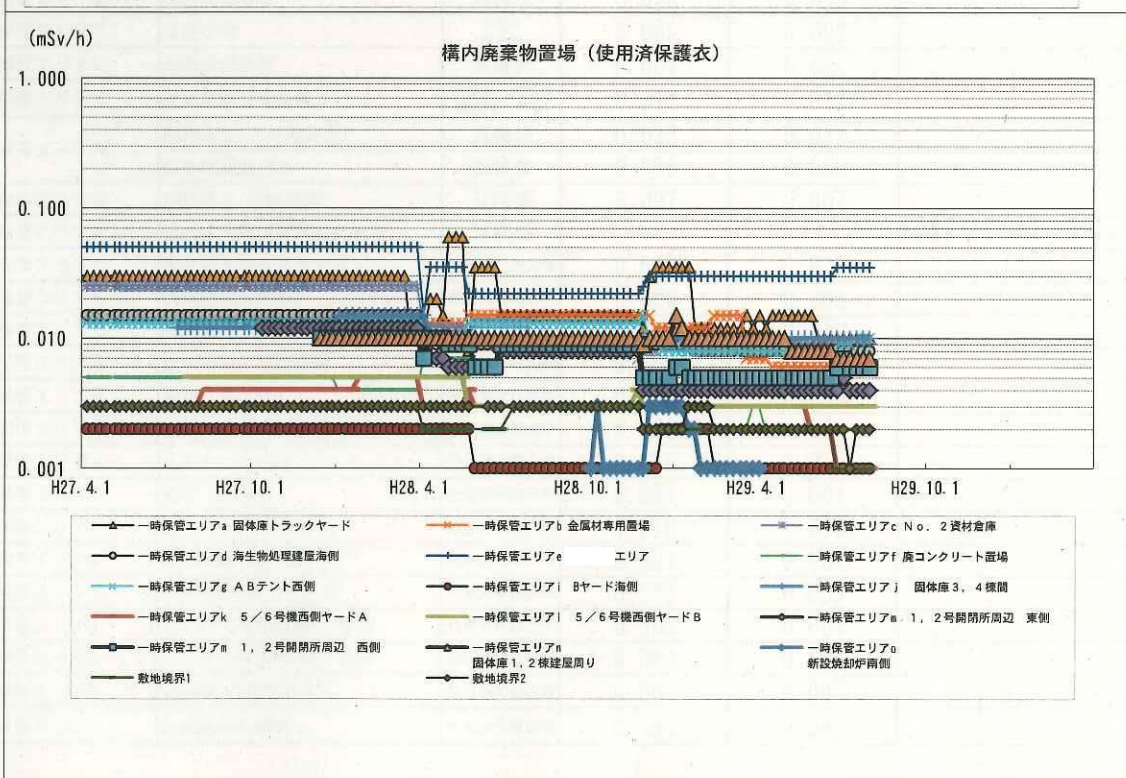 (mSv/h)
構内廃棄物置場（使用済保護衣）
1.000
0.100
0.010
0.001
H27.4.1 H27.10.1 H28.4.1 H28.10.1 H29.4.1 H29.10.1
一時保管エリアa 固体庫トラックヤード 一時保管エリアb 金属材専用置場 一時保管エリアc No．2資材倉庫
一時保管エリアd 海生物処理建屋海側 一時保管エリアe エリア 一時保管エリアf 廃コンクリート置場
一時保管エリアg ABテント西側 一時保管エリアi Bヤード海側 一時保管エリアj 固体庫3，4棟間
一時保管エリアk 5／6号機西側ヤードA 一時保管エリアl 5／6号機西側ヤードB 一時保管エリアm 1，2号開閉所周辺 東側
一時保管エリアm 1，2号開閉所周辺 西側 一時保管エリアn 一時保管エリアo
固体庫1,2棟建屋周り 新設焼却炉南側
敷地境界1 敷地境界2